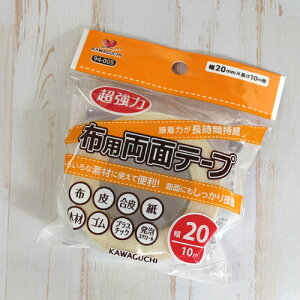 KAWAGUCHI
94-005
幅20mm×長さ10m巻
超強力
接着力が長時間持続
布用両面テープ
いろいろな素材に使えて便利!
曲面にもしっかり接着
布 皮 合皮 紙
木材 ゴム プラスチック 発泡スチロール
幅 20
10m
KAWAGUCHI